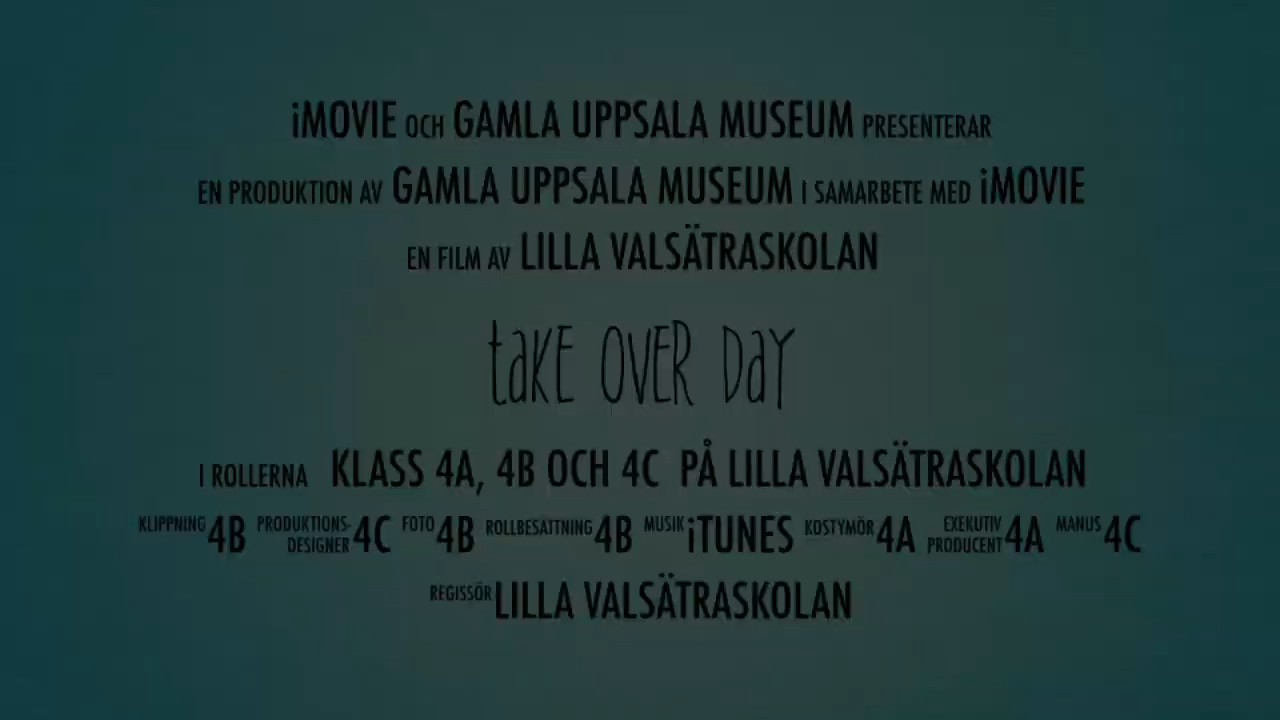 iMOVIE OCH GAMLA UPPSALA MUSEUM PRESENTERAR
EN PRODUKTION AV GAMLA UPPSALA MUSEUM I SAMARBETE MED iMOVIE
EN FILM AV LILLA VALSÄTRASKOLAN
taKE OVER DaY
I ROLLERNA KLASS 4A, 4B OCH 4C PÅ LILLA VALSÄTRASKOLAN
KLIPPNING 4B PRODUKTIONS-DESIGNER 4C FOTO 4B ROLLBESÄTTNING 4B MUSIK iTUNES KOSTYMÖR 4A EXEKUTIV PRODUCENT 4A MANUS 4C
REGISSÖR LILLA VALSÄTRASKOLAN